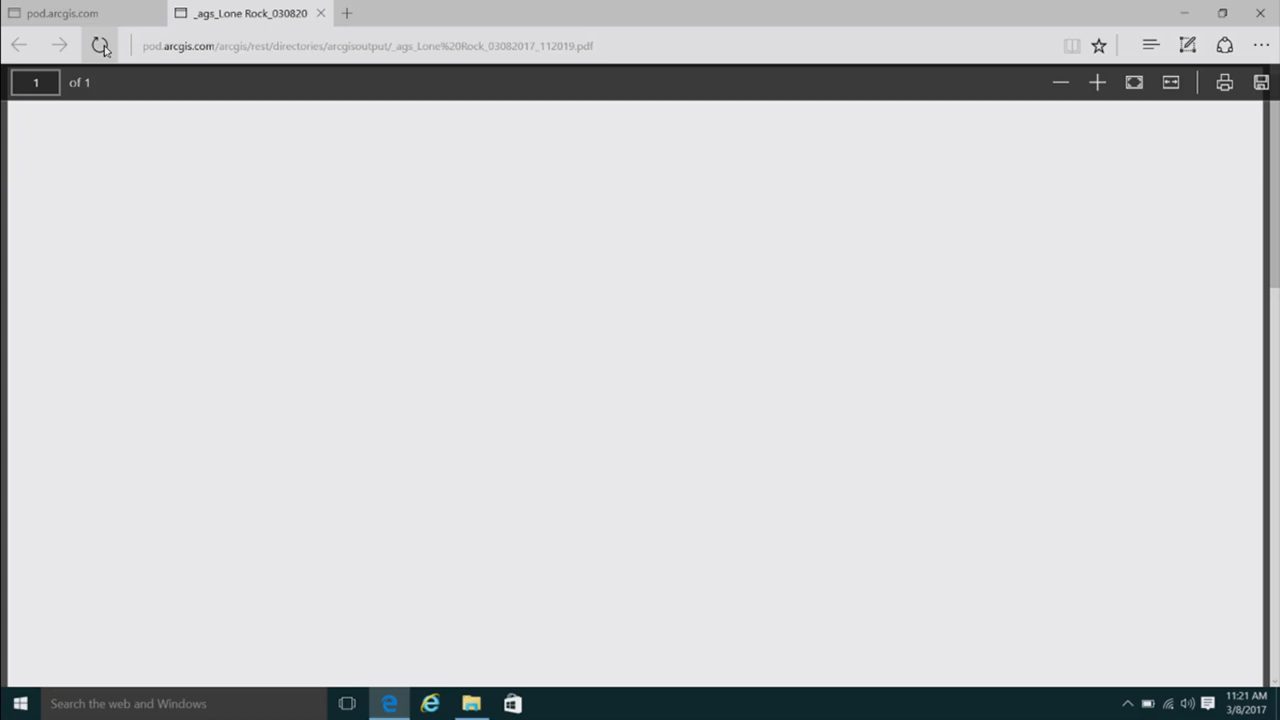 pod.arcgis.com
_ags_Lone Rock_030820
pod.arcgis.com/arcgis/rest/directories/arcgisoutput/_ags_Lone%20Rock_03082017_112019.pdf
1 of 1
Search the web and Windows
11:21 AM
3/8/2017